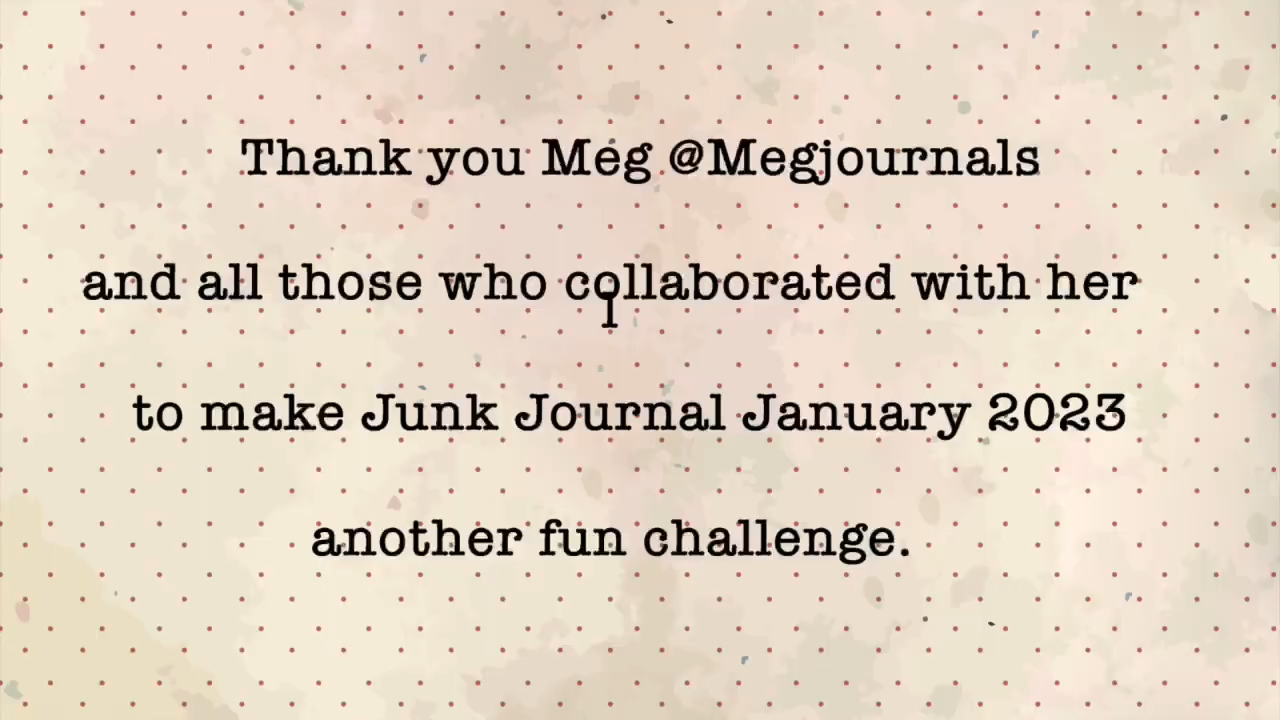 Thank you Meg @Megjournals
and all those who collaborated with her
to make Junk Journal January 2023
another fun challenge.